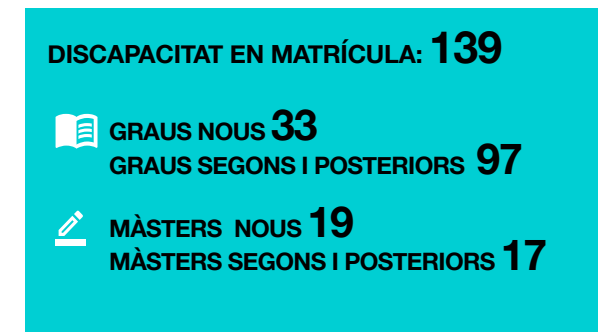 DISCAPACITAT EN MATRÍCULA: 139
GRAUS NOUS 33
GRAUS SEGONS I POSTERIORS 97
MÀSTERS NOUS 19
MÀSTERS SEGONS I POSTERIORS 17